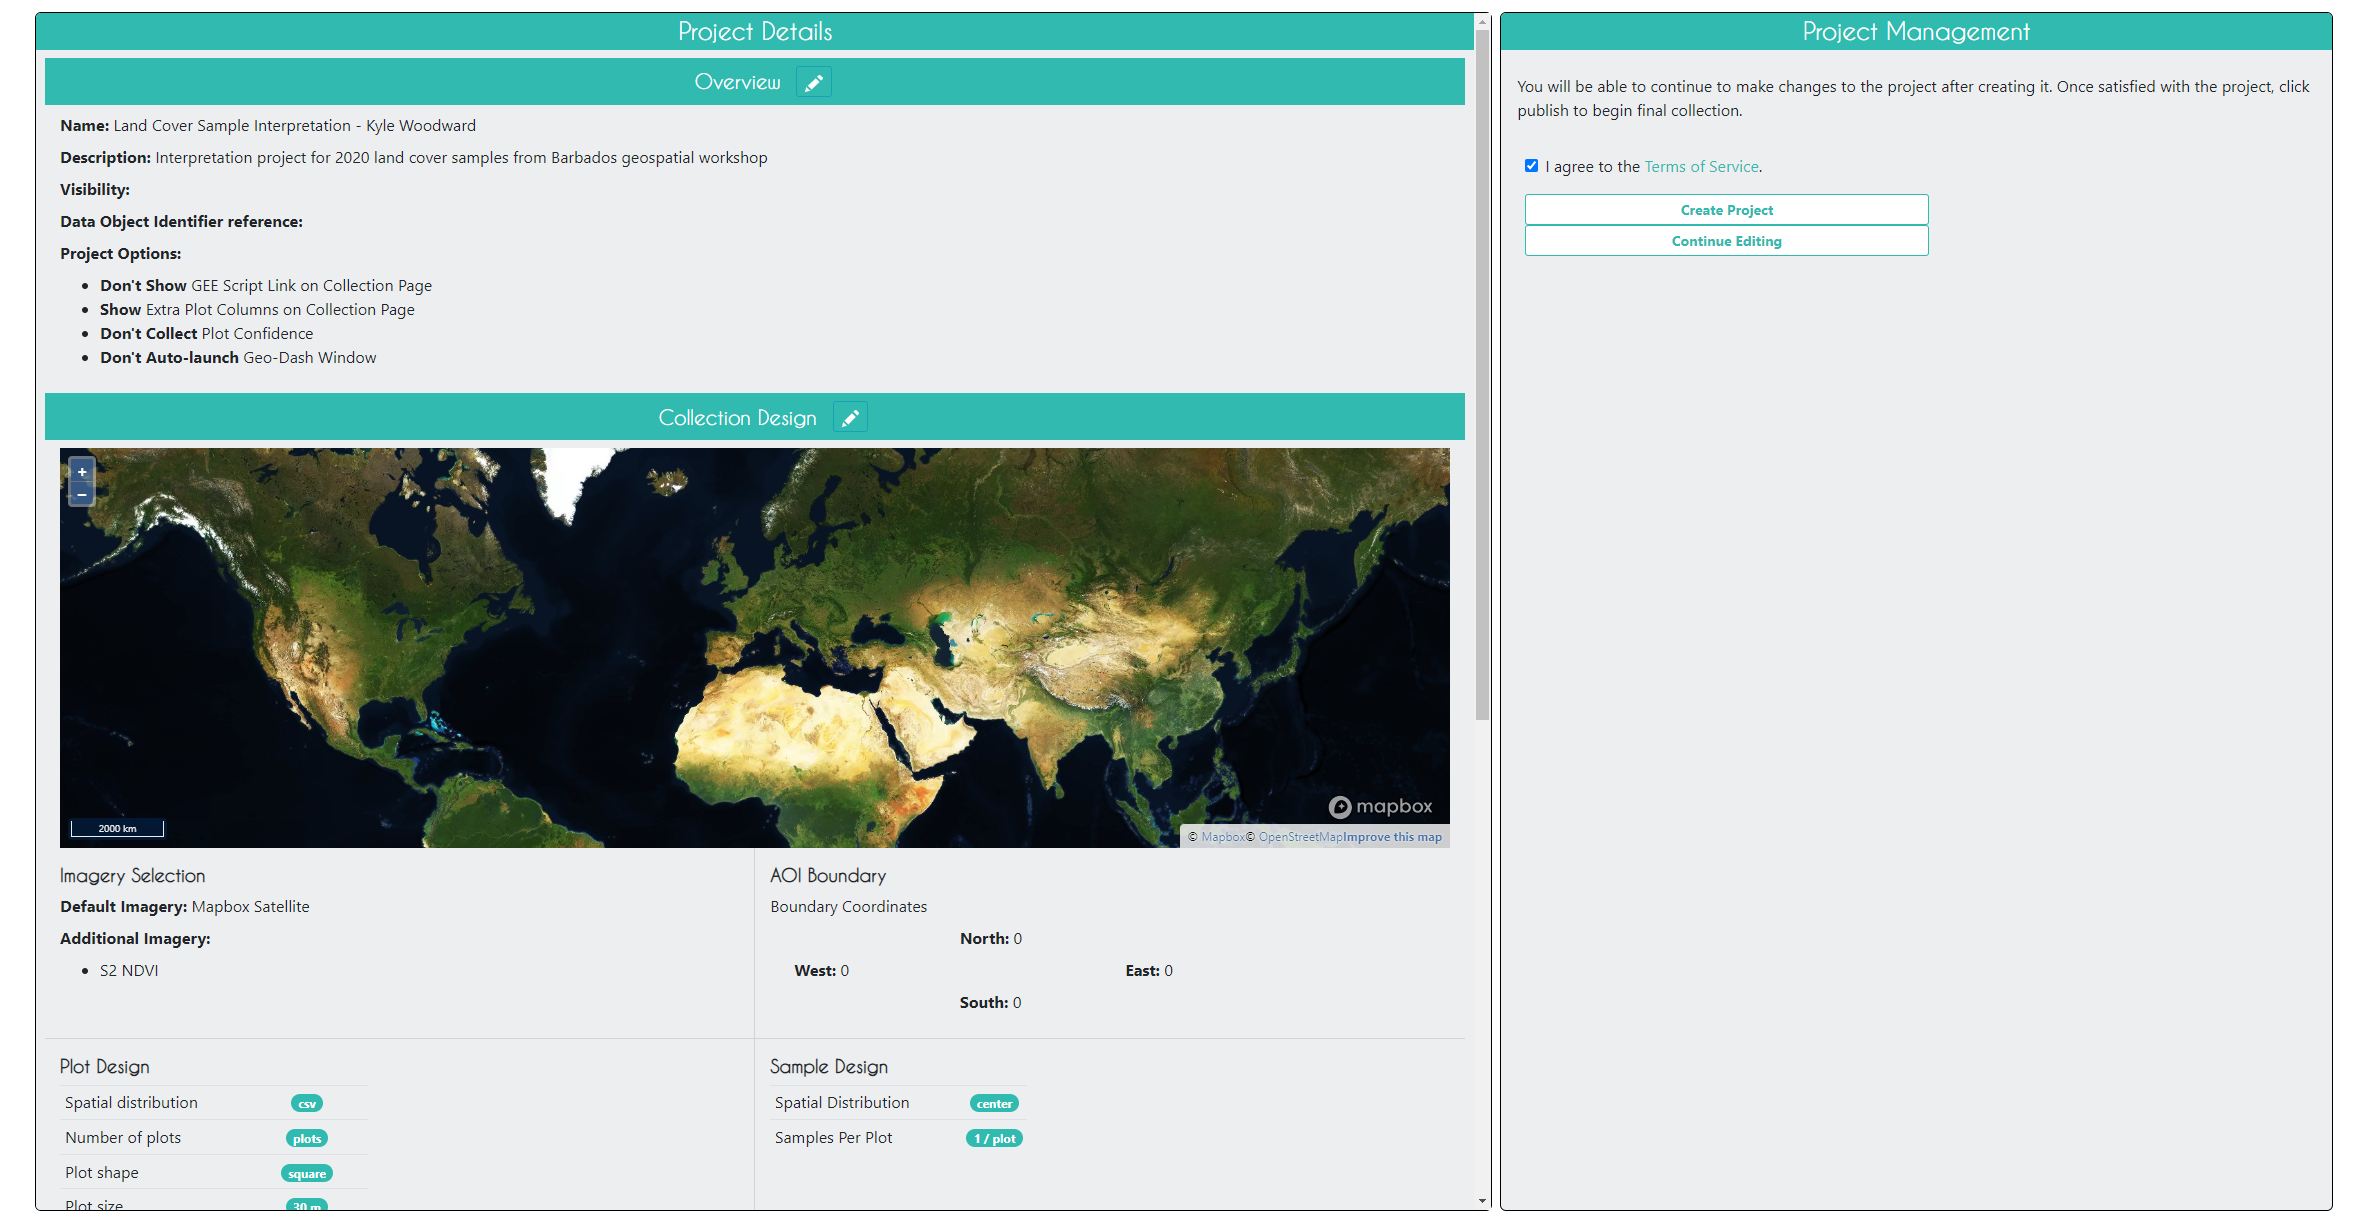 Project Details
Overview
Name: Land Cover Sample Interpretation - Kyle Woodward
Description: Interpretation project for 2020 land cover samples from Barbados geospatial workshop
Visibility:
Data Object Identifier reference:
Project Options:
Don't Show GEE Script Link on Collection Page
Show Extra Plot Columns on Collection Page
Don't Collect Plot Confidence
Don't Auto-launch Geo-Dash Window
Collection Design
+
−
2000 km
mapbox
© Mapbox© OpenStreetMapImprove this map
Imagery Selection
Default Imagery: Mapbox Satellite
Additional Imagery:
S2 NDVI
AOI Boundary
Boundary Coordinates
North: 0
West: 0 East: 0
South: 0
Plot Design
Spatial distribution csv
Number of plots plots
Plot shape square
Plot size 30 m
Sample Design
Spatial Distribution center
Samples Per Plot 1 / plot
Project Management
You will be able to continue to make changes to the project after creating it. Once satisfied with the project, click
publish to begin final collection.
I agree to the Terms of Service.
Create Project
Continue Editing